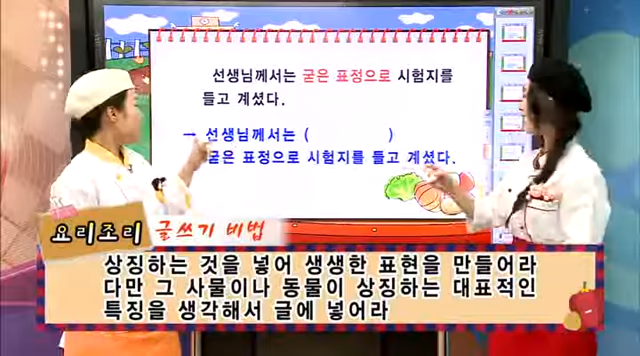 선생님께서는 굳은 표정으로 시험지를
들고 계셨다.
→ 선생님께서는 (          )
굳은 표정으로 시험지를 들고 계셨다.
요리조리 글쓰기 비법
상징하는 것을 넣어 생생한 표현을 만들어라
다만 그 사물이나 동물이 상징하는 대표적인
특징을 생각해서 글에 넣어라